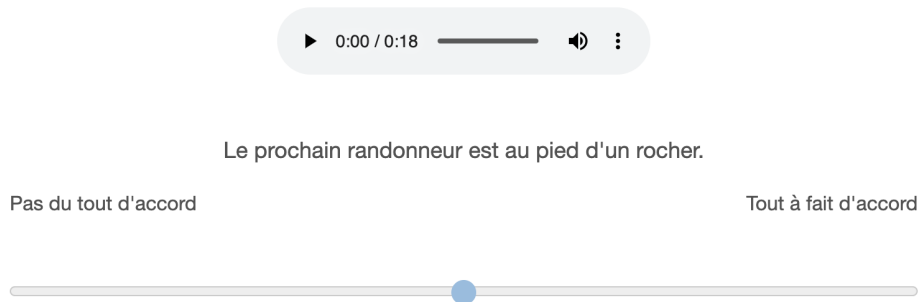 0:00 / 0:18
Le prochain randonneur est au pied d'un rocher.
Pas du tout d'accord
Tout à fait d'accord